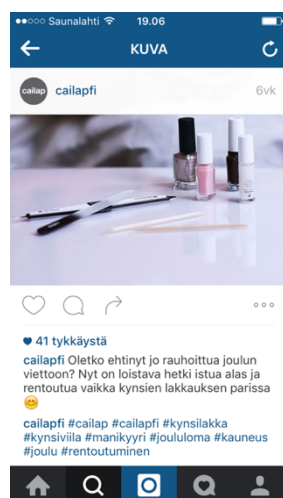 Saunalahti 19.06
KUVA
cailap cailapfi 6vk
41 tykkäystä
cailapfi Oletko ehtinyt jo rauhoittua joulun
viettoon? Nyt on loistava hetki istua alas ja
rentoutua vaikka kynsien lakkauksen parissa
😊
cailapfi #cailap #cailapfi #kynsilakka
#kynsiviila #manikyyri #joululoma #kauneus
#joulu #rentoutuminen